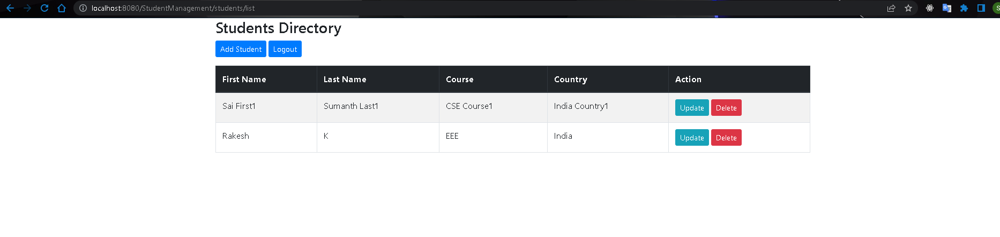 localhost:8080/StudentManagement/students/list
S
Students Directory
Add Student Logout
First Name Last Name Course Country Action
Sai First1 Sumanth Last1 CSE Course1 India Country1 Update Delete
Rakesh K EEE India Update Delete